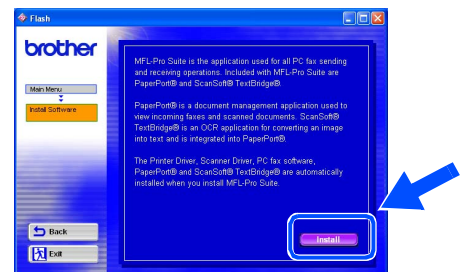 Flash
brother
Main Menu
Install Software
MFL-Pro Suite is the application used for all PC fax sending
and receiving operations. Included with MFL-Pro Suite are
PaperPort® and ScanSoft® TextBridge®.
PaperPort® is a document management application used to
view incoming faxes and scanned documents. ScanSoft®
TextBridge® is an OCR application for converting an image
into text and is integrated into PaperPort®.
The Printer Driver, Scanner Driver, PC fax software,
PaperPort® and ScanSoft® TextBridge® are automatically
installed when you install MFL-Pro Suite.
Back
Exit
Install